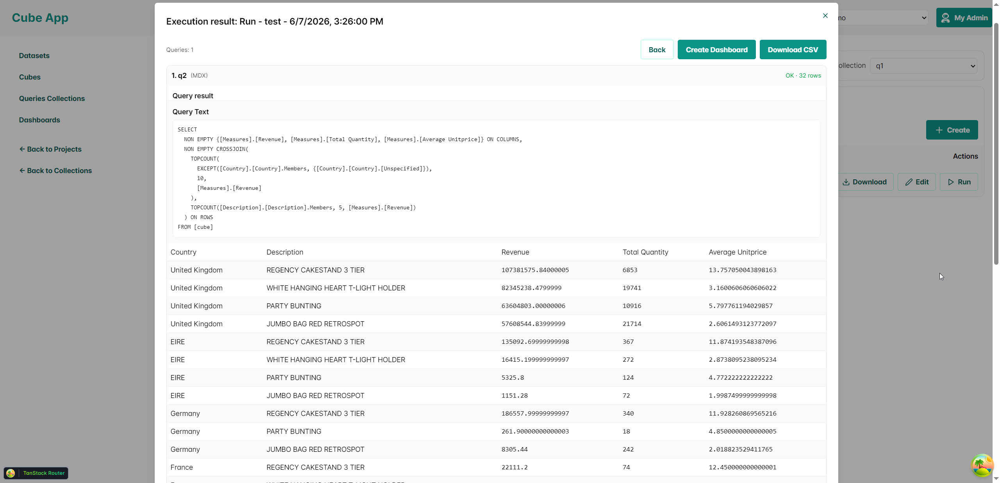 Cube App
Execution result: Run - test - 6/7/2026, 3:26:00 PM
My Admin
Datasets
Cubes
Queries Collections
Dashboards
← Back to Projects
← Back to Collections
Queries: 1
Back
Create Dashboard
Download CSV
q1
Create
Actions
Download
Edit
Run
1. q2 (MDX)
OK · 32 rows
Query result
Query Text
SELECT
NON EMPTY {[Measures].[Revenue], [Measures].[Total Quantity], [Measures].[Average Unitprice]} ON COLUMNS,
NON EMPTY CROSSJOIN(
TOPCOUNT(
EXCEPT([Country].[Country].Members, {[Country].[Country].[Unspecified]}),
10,
[Measures].[Revenue]
),
TOPCOUNT([Description].[Description].Members, 5, [Measures].[Revenue])
) ON ROWS
FROM [cube]
Country Description Revenue Total Quantity Average Unitprice
United Kingdom REGENCY CAKESTAND 3 TIER 107381575.84000005 6853 13.757050043898163
United Kingdom WHITE HANGING HEART T-LIGHT HOLDER 82345238.4799999 19741 3.1600606060606022
United Kingdom PARTY BUNTING 63604803.00000006 10916 5.797761194029857
United Kingdom JUMBO BAG RED RETROSPOT 57608544.83999999 21714 2.6061493123772097
EIRE REGENCY CAKESTAND 3 TIER 135092.69999999998 367 11.874193548387096
EIRE WHITE HANGING HEART T-LIGHT HOLDER 16415.199999999997 272 2.8738095238095234
EIRE PARTY BUNTING 5325.8 124 4.772222222222222
EIRE JUMBO BAG RED RETROSPOT 1151.28 72 1.9987499999999998
Germany REGENCY CAKESTAND 3 TIER 186557.99999999997 340 11.928260869565216
Germany PARTY BUNTING 261.90000000000003 18 4.8500000000000005
Germany JUMBO BAG RED RETROSPOT 8305.44 242 2.018823529411765
France REGENCY CAKESTAND 3 TIER 22111.2 74 12.450000000000001
TanStack Router